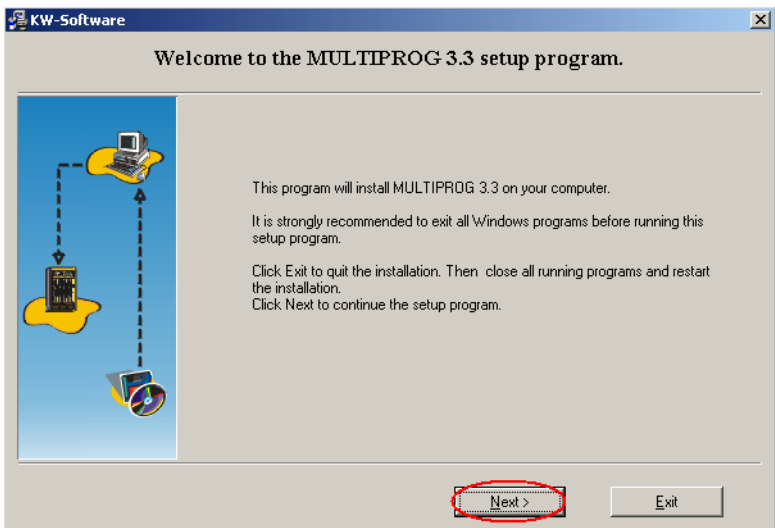 KW-Software
Welcome to the MULTIPROG 3.3 setup program.
This program will install MULTIPROG 3.3 on your computer.
It is strongly recommended to exit all Windows programs before running this
setup program.
Click Exit to quit the installation. Then  close all running programs and restart
the installation.
Click Next to continue the setup program.
Next >
Exit